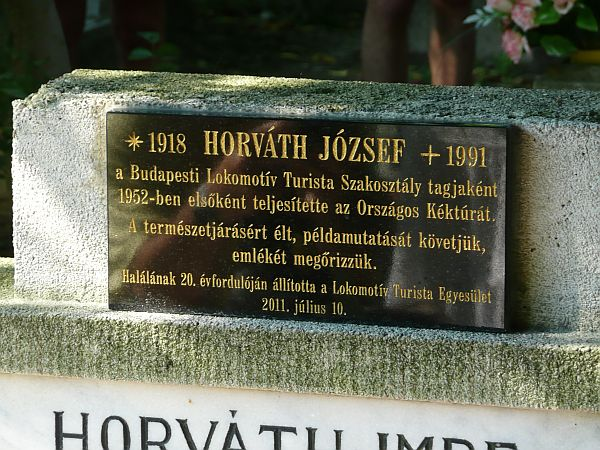 * 1918 HORVÁTH JÓZSEF + 1991
a Budapesti Lokomotív Turista Szakosztály tagjaként
1952-ben elsőként teljesítette az Országos Kéktúrát.
A természetjárásért élt, példamutatását követjük,
emlékét megőrizzük.
Halálának 20. évfordulóján állította a Lokomotív Turista Egyesület
2011. július 10.
HORVÁTH IMRE